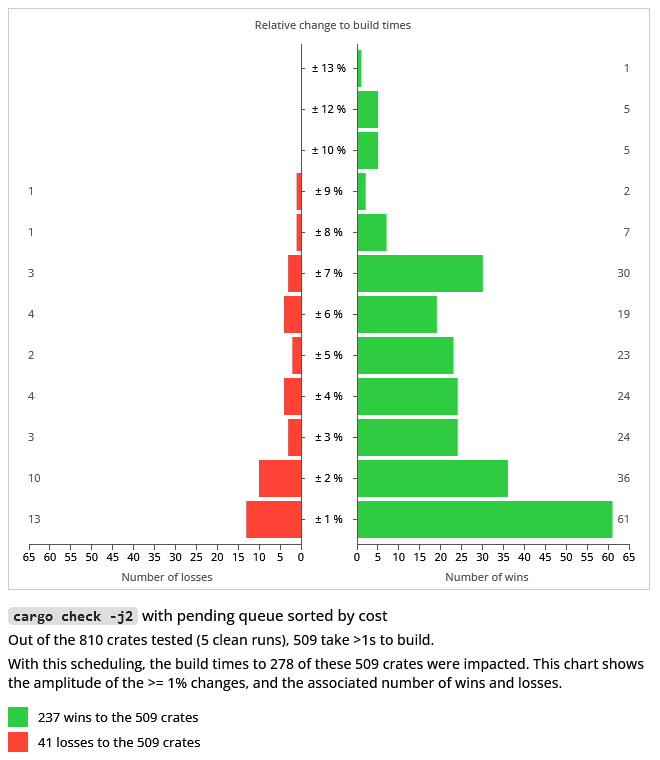 Relative change to build times
± 13 % 1
± 12 % 5
± 10 % 5
1 ± 9 % 2
1 ± 8 % 7
3 ± 7 % 30
4 ± 6 % 19
2 ± 5 % 23
4 ± 4 % 24
3 ± 3 % 24
10 ± 2 % 36
13 ± 1 % 61
65 60 55 50 45 40 35 30 25 20 15 10 5 0 0 5 10 15 20 25 30 35 40 45 50 55 60 65
Number of losses Number of wins
cargo check -j2 with pending queue sorted by cost
Out of the 810 crates tested (5 clean runs), 509 take >1s to build.
With this scheduling, the build times to 278 of these 509 crates were impacted. This chart shows
the amplitude of the >= 1% changes, and the associated number of wins and losses.
237 wins to the 509 crates
41 losses to the 509 crates